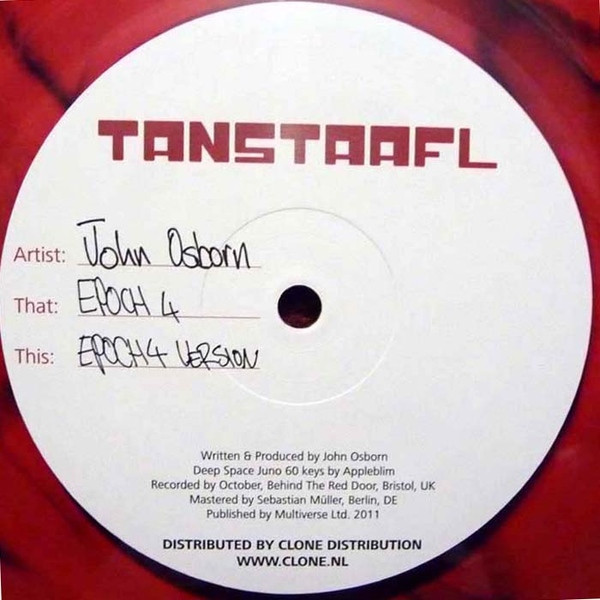 TANSTAAFL
Artist: John Osborn
That: EPOCH 4
This: EPOCH4 VERSION
Written & Produced by John Osborn
Deep Space Juno 60 keys by Appleblim
Recorded by October, Behind The Red Door, Bristol, UK
Mastered by Sebastian Müller, Berlin, DE
Published by Multiverse Ltd. 2011
DISTRIBUTED BY CLONE DISTRIBUTION
WWW.CLONE.NL